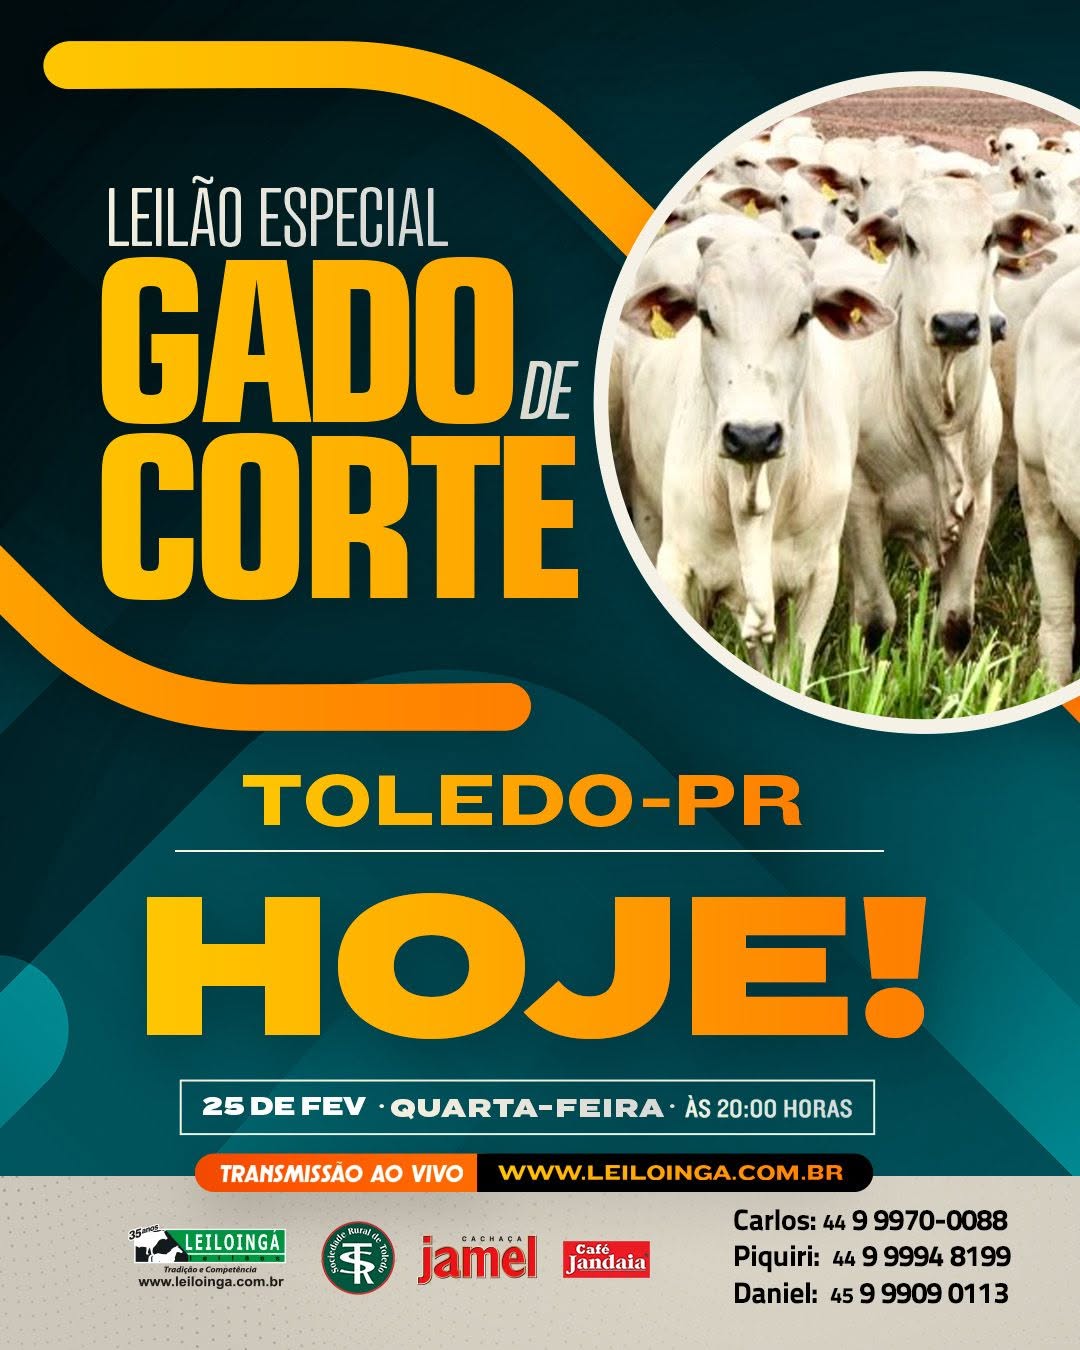 LEILÃO ESPECIAL
GADO DE
CORTE
TOLEDO-PR
HOJE!
25 DE FEV · QUARTA-FEIRA · ÀS 20:00 HORAS
TRANSMISSÃO AO VIVO WWW.LEILOINGA.COM.BR
Carlos: 44 9 9970-0088
Piquiri: 44 9 9994 8199
Daniel: 45 9 9909 0113
35 anos
LEILOINGÁ
Tradição e Competência
www.leiloinga.com.br
Sociedade Rural de Toledo
CACHAÇA
jamel
Café
Jandaia